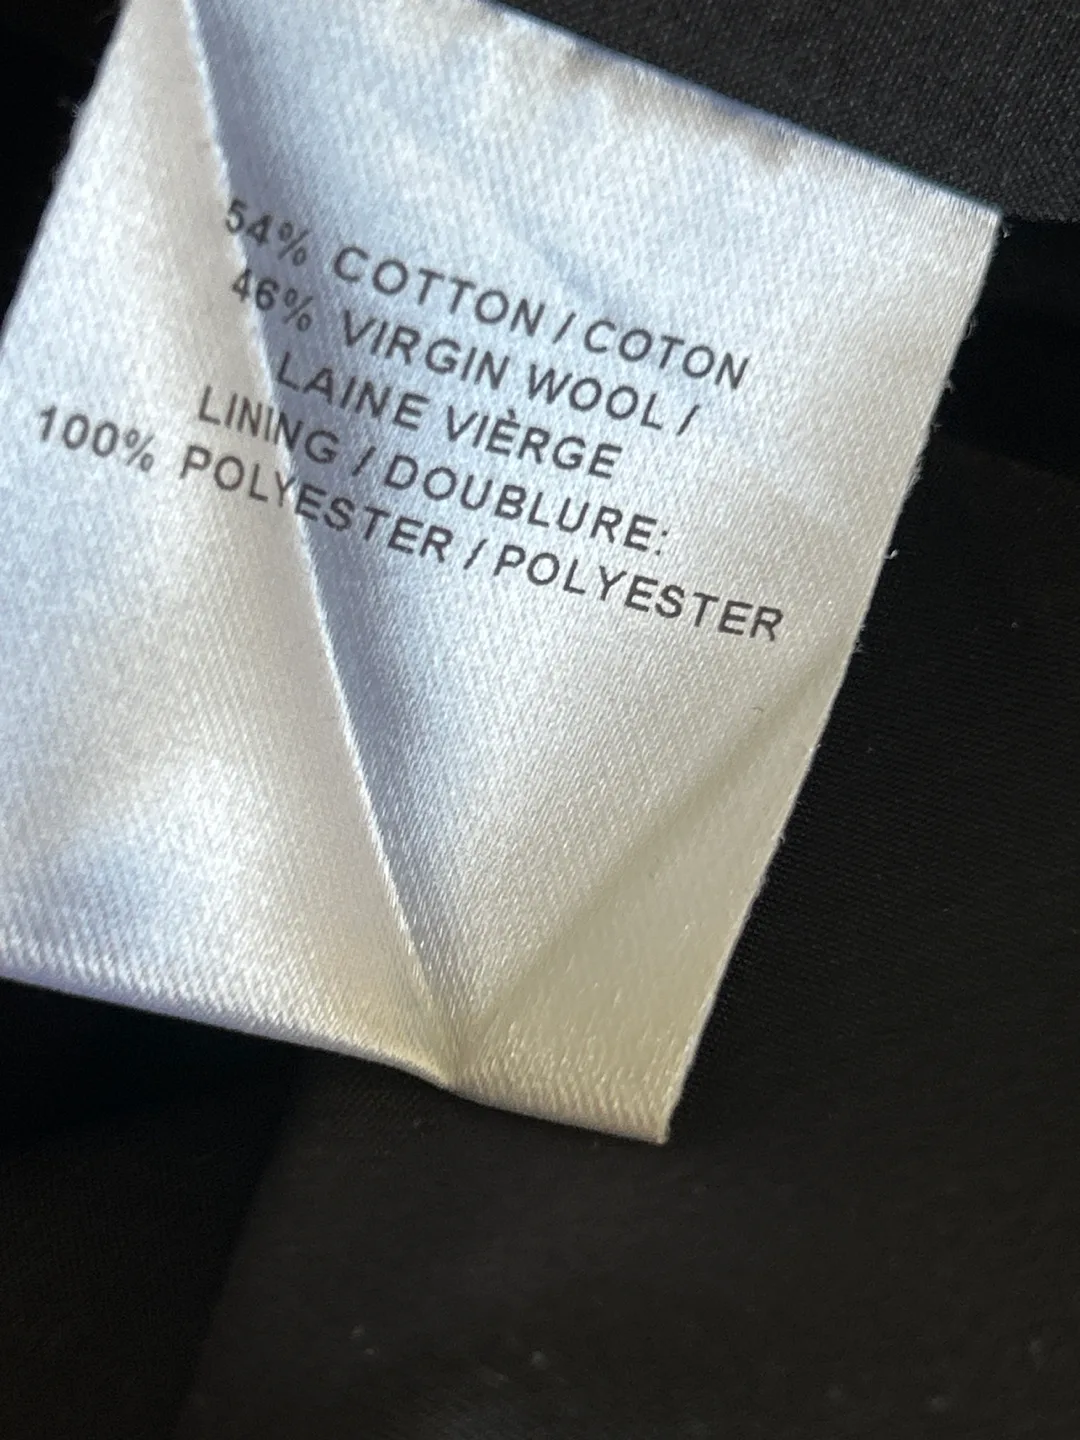 54% COTTON / COTON
46% VIRGIN WOOL /
LAINE VIÈRGE
LINING / DOUBLURE:
100% POLYESTER / POLYESTER